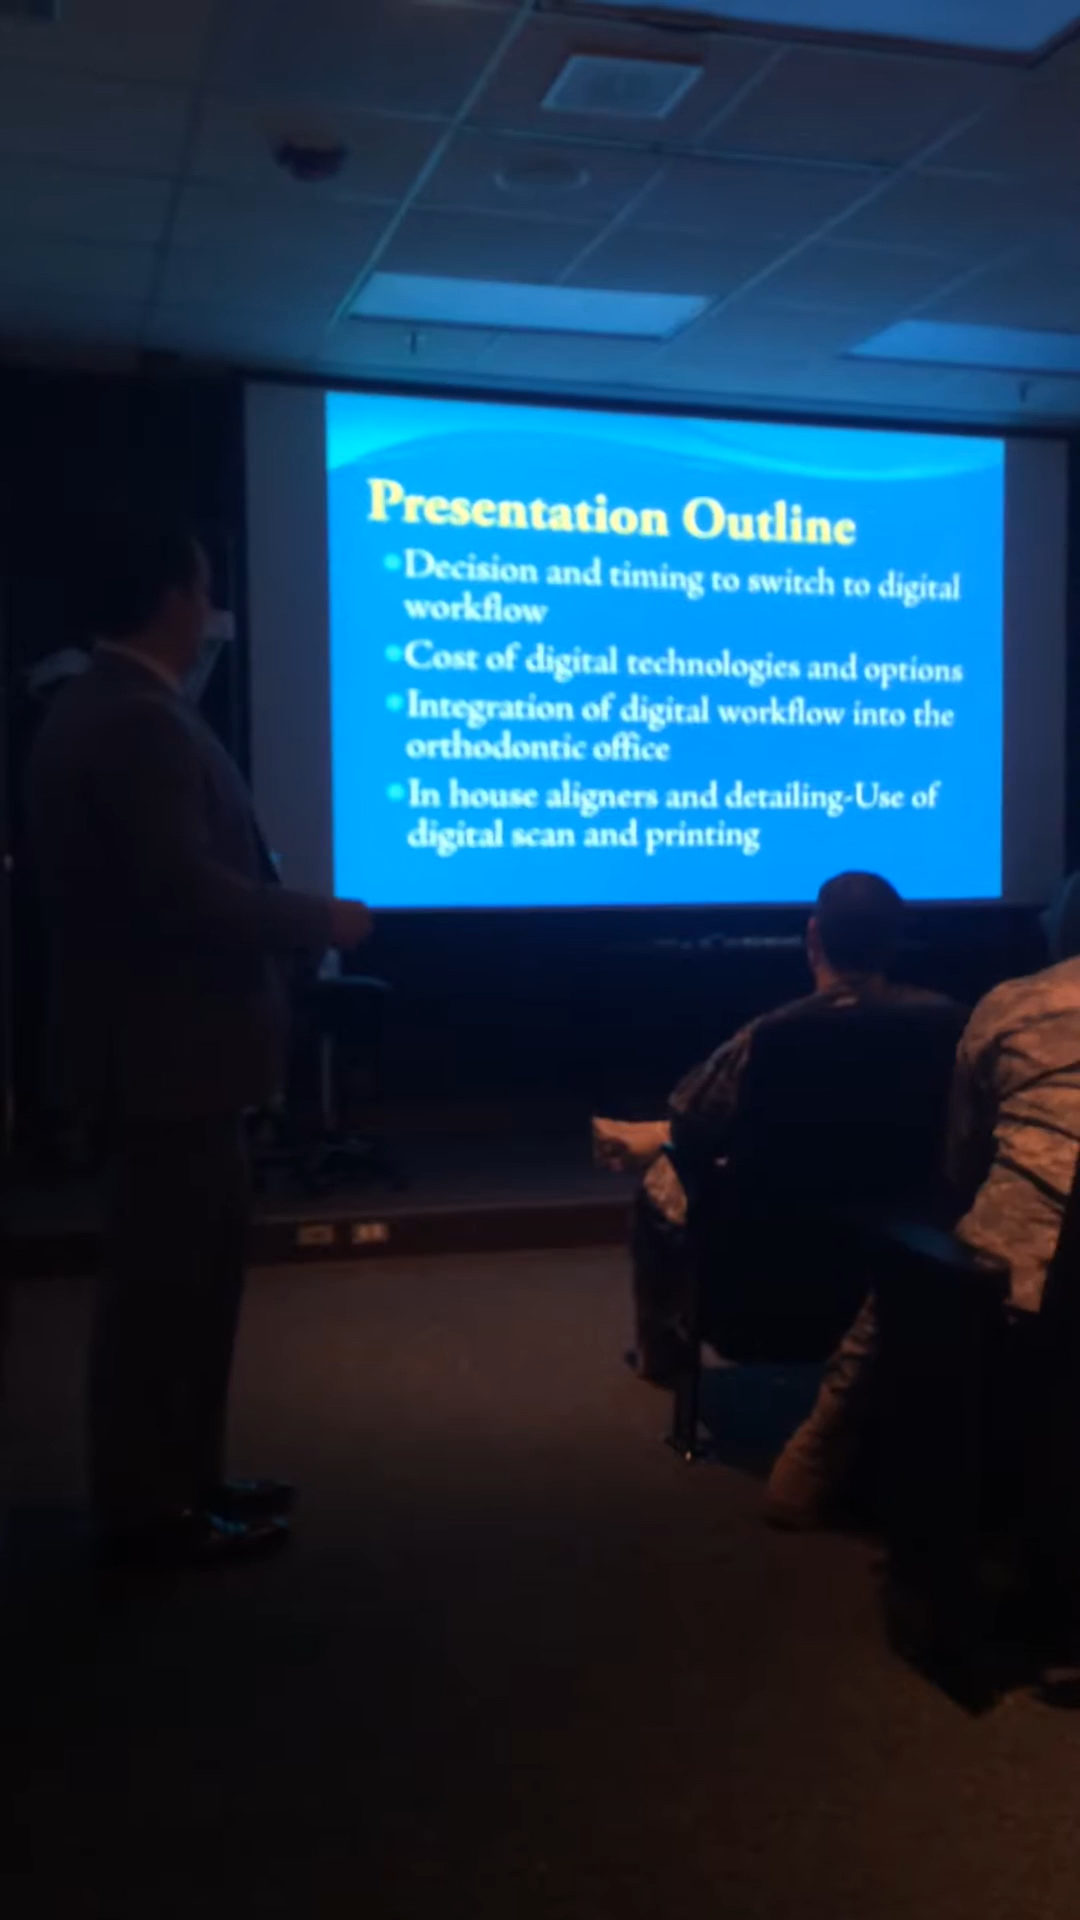 Presentation Outline
Decision and timing to switch to digital
workflow
Cost of digital technologies and options
Integration of digital workflow into the
orthodontic office
In house aligners and detailing-Use of
digital scan and printing